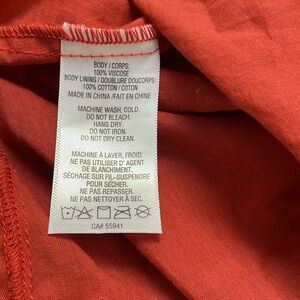 BODY / CORPS:
100% VISCOSE
BODY LINING / DOUBLURE DOUCORPS:
100% COTTON / COTON
MADE IN CHINA /FAIT EN CHINE
MACHINE WASH, COLD.
DO NOT BLEACH.
HANG DRY.
DO NOT IRON.
DO NOT DRY CLEAN.
MACHINE À LAVER, FROID.
NE PAS UTILISER D' AGENT
DE BLANCHIMENT.
SÉCHAGE SUR FIL-SUSPENDRE
POUR SÉCHER.
NE PAS REPASSER.
NE PAS NETTOYER À SEC.
CA# 55941